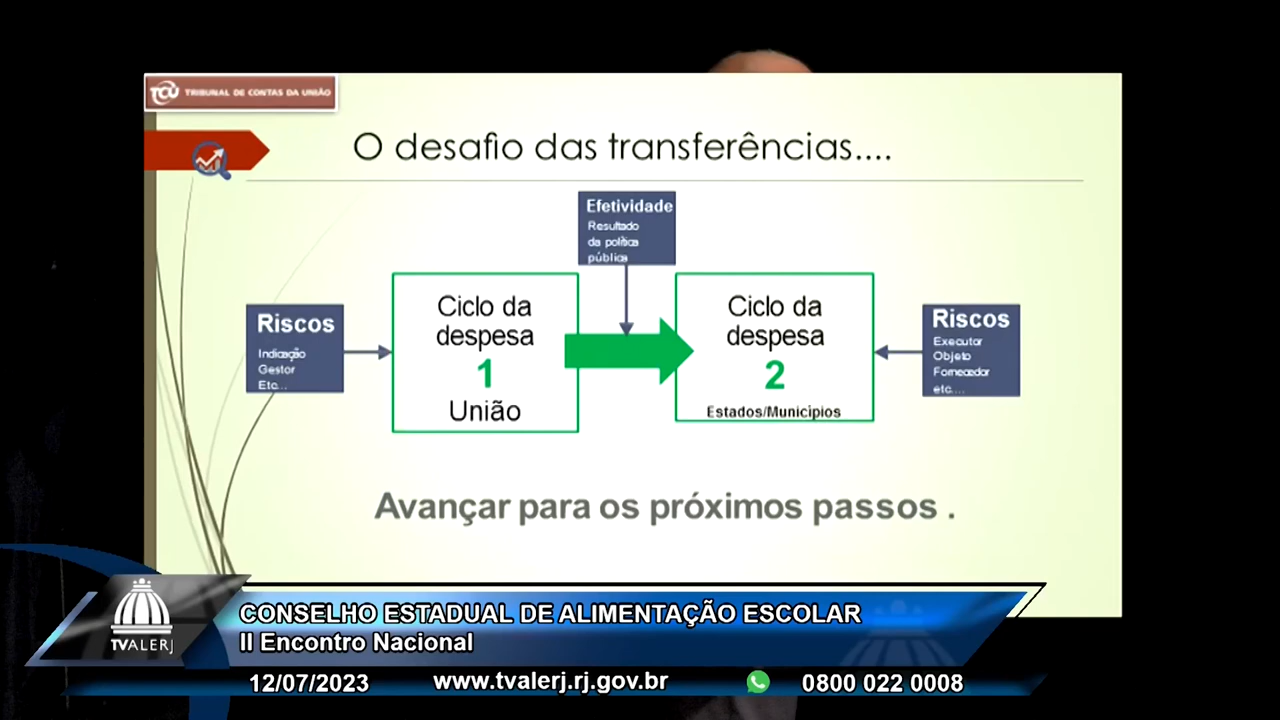 TCU TRIBUNAL DE CONTAS DA UNIÃO
O desafio das transferências....
Efetividade
Resultado
da política
pública
Riscos
Indicação
Gestor
Etc...
Ciclo da
despesa
1
União
Ciclo da
despesa
2
Estados/Municípios
Riscos
Executor
Objeto
Fornecedor
etc....
Avançar para os próximos passos .
TVALERJ
CONSELHO ESTADUAL DE ALIMENTAÇÃO ESCOLAR
II Encontro Nacional
12/07/2023
www.tvalerj.rj.gov.br
0800 022 0008